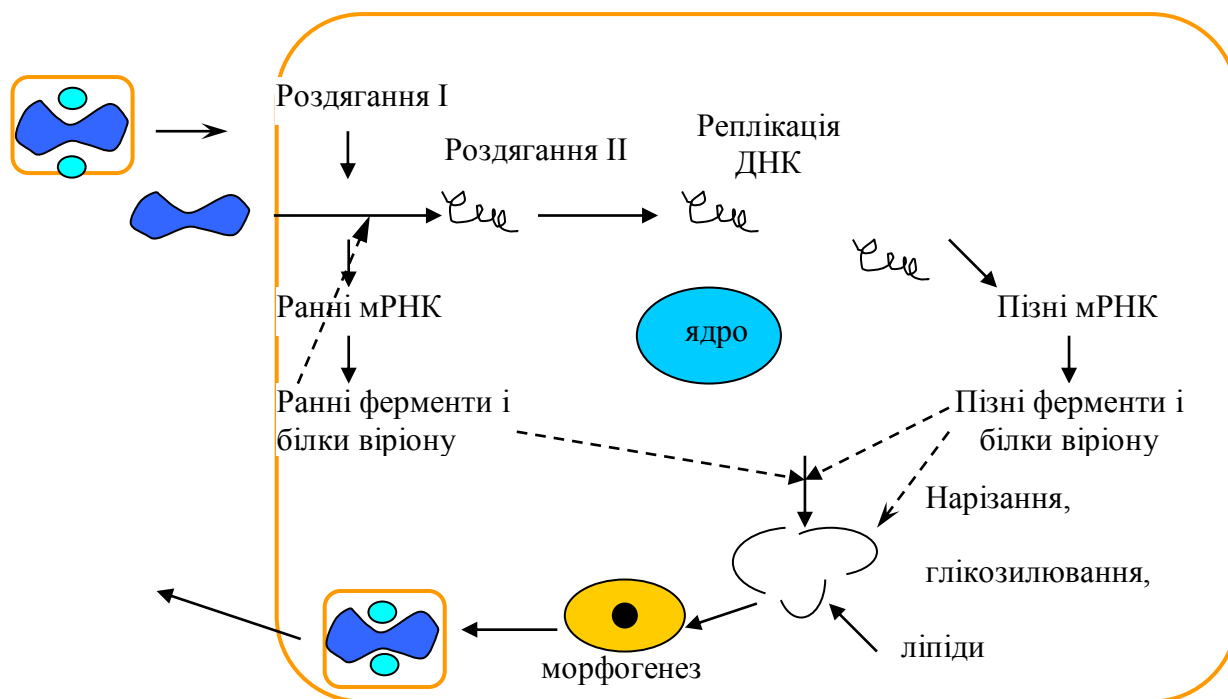 Роздягання I
Роздягання II
Реплікація
ДНК
Ранні мРНК
ядро
Пізні мРНК
Ранні ферменти і
білки віріону
Пізні ферменти і
білки віріону
Нарізання,
глікозилювання,
ліпіди
морфогенез